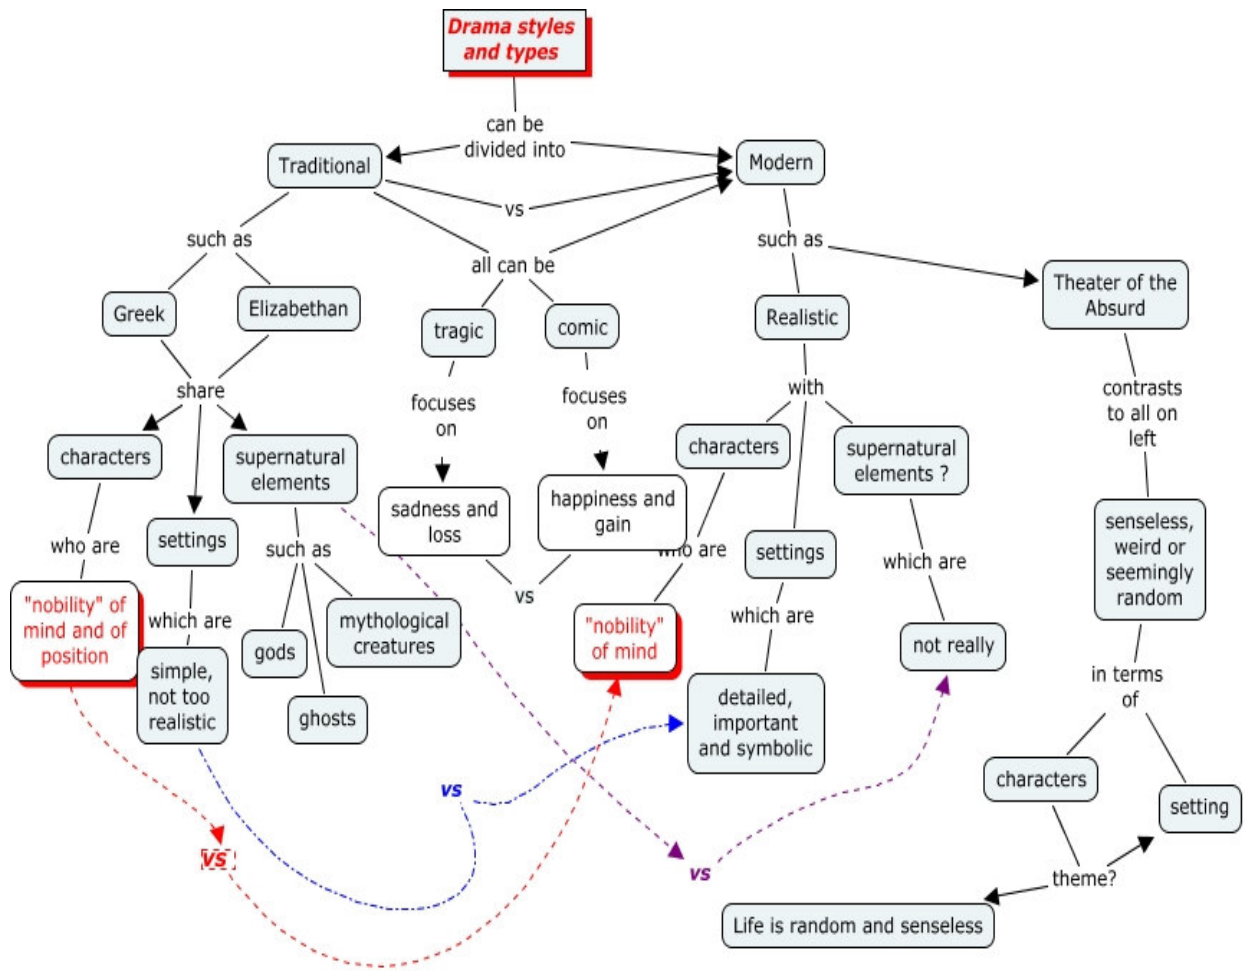 Drama styles
and types
can be
divided into
Traditional
Modern
vs
such as
such as
all can be
Greek
Elizabethan
tragic
comic
Realistic
Theater of the
Absurd
share
focuses
on
focuses
on
with
contrasts
to all on
left
characters
supernatural
elements
settings
sadness and
loss
happiness and
gain
characters
supernatural
elements ?
settings
senseless,
weird or
seemingly
random
who are
such as
vs
who are
which are
which are
which are
"nobility" of
mind and of
position
simple,
not too
realistic
gods
mythological
creatures
ghosts
"nobility"
of mind
detailed,
important
and symbolic
not really
in terms
of
characters
setting
vs
vs
vs
theme?
Life is random and senseless